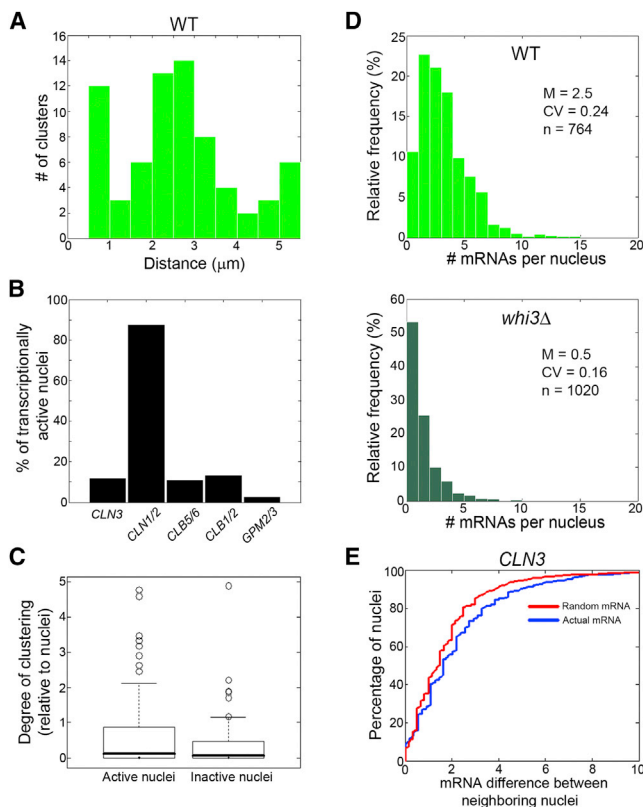 A
WT
16
14
12
10
8
6
4
2
0
# of clusters
0 1 2 3 4 5
Distance (μm)
B
100
80
60
40
20
0
% of transcriptionally
active nuclei
CLN3 CLN1/2 CLB5/6 CLB1/2 GPM2/3
C
5
4
3
2
1
0
Degree of clustering
(relative to nuclei)
Active nuclei Inactive nuclei
D
WT
25
20
15
10
5
0
Relative frequency (%)
M = 2.5
CV = 0.24
n = 764
0 5 10 15 20
# mRNAs per nucleus
whi3Δ
60
50
40
30
20
10
0
Relative frequency (%)
M = 0.5
CV = 0.16
n = 1020
0 5 10 15 20
# mRNAs per nucleus
E
CLN3
100
80
60
40
20
0
Percentage of nuclei
Random mRNA
Actual mRNA
0 2 4 6 8 10
mRNA difference between
neighboring nuclei